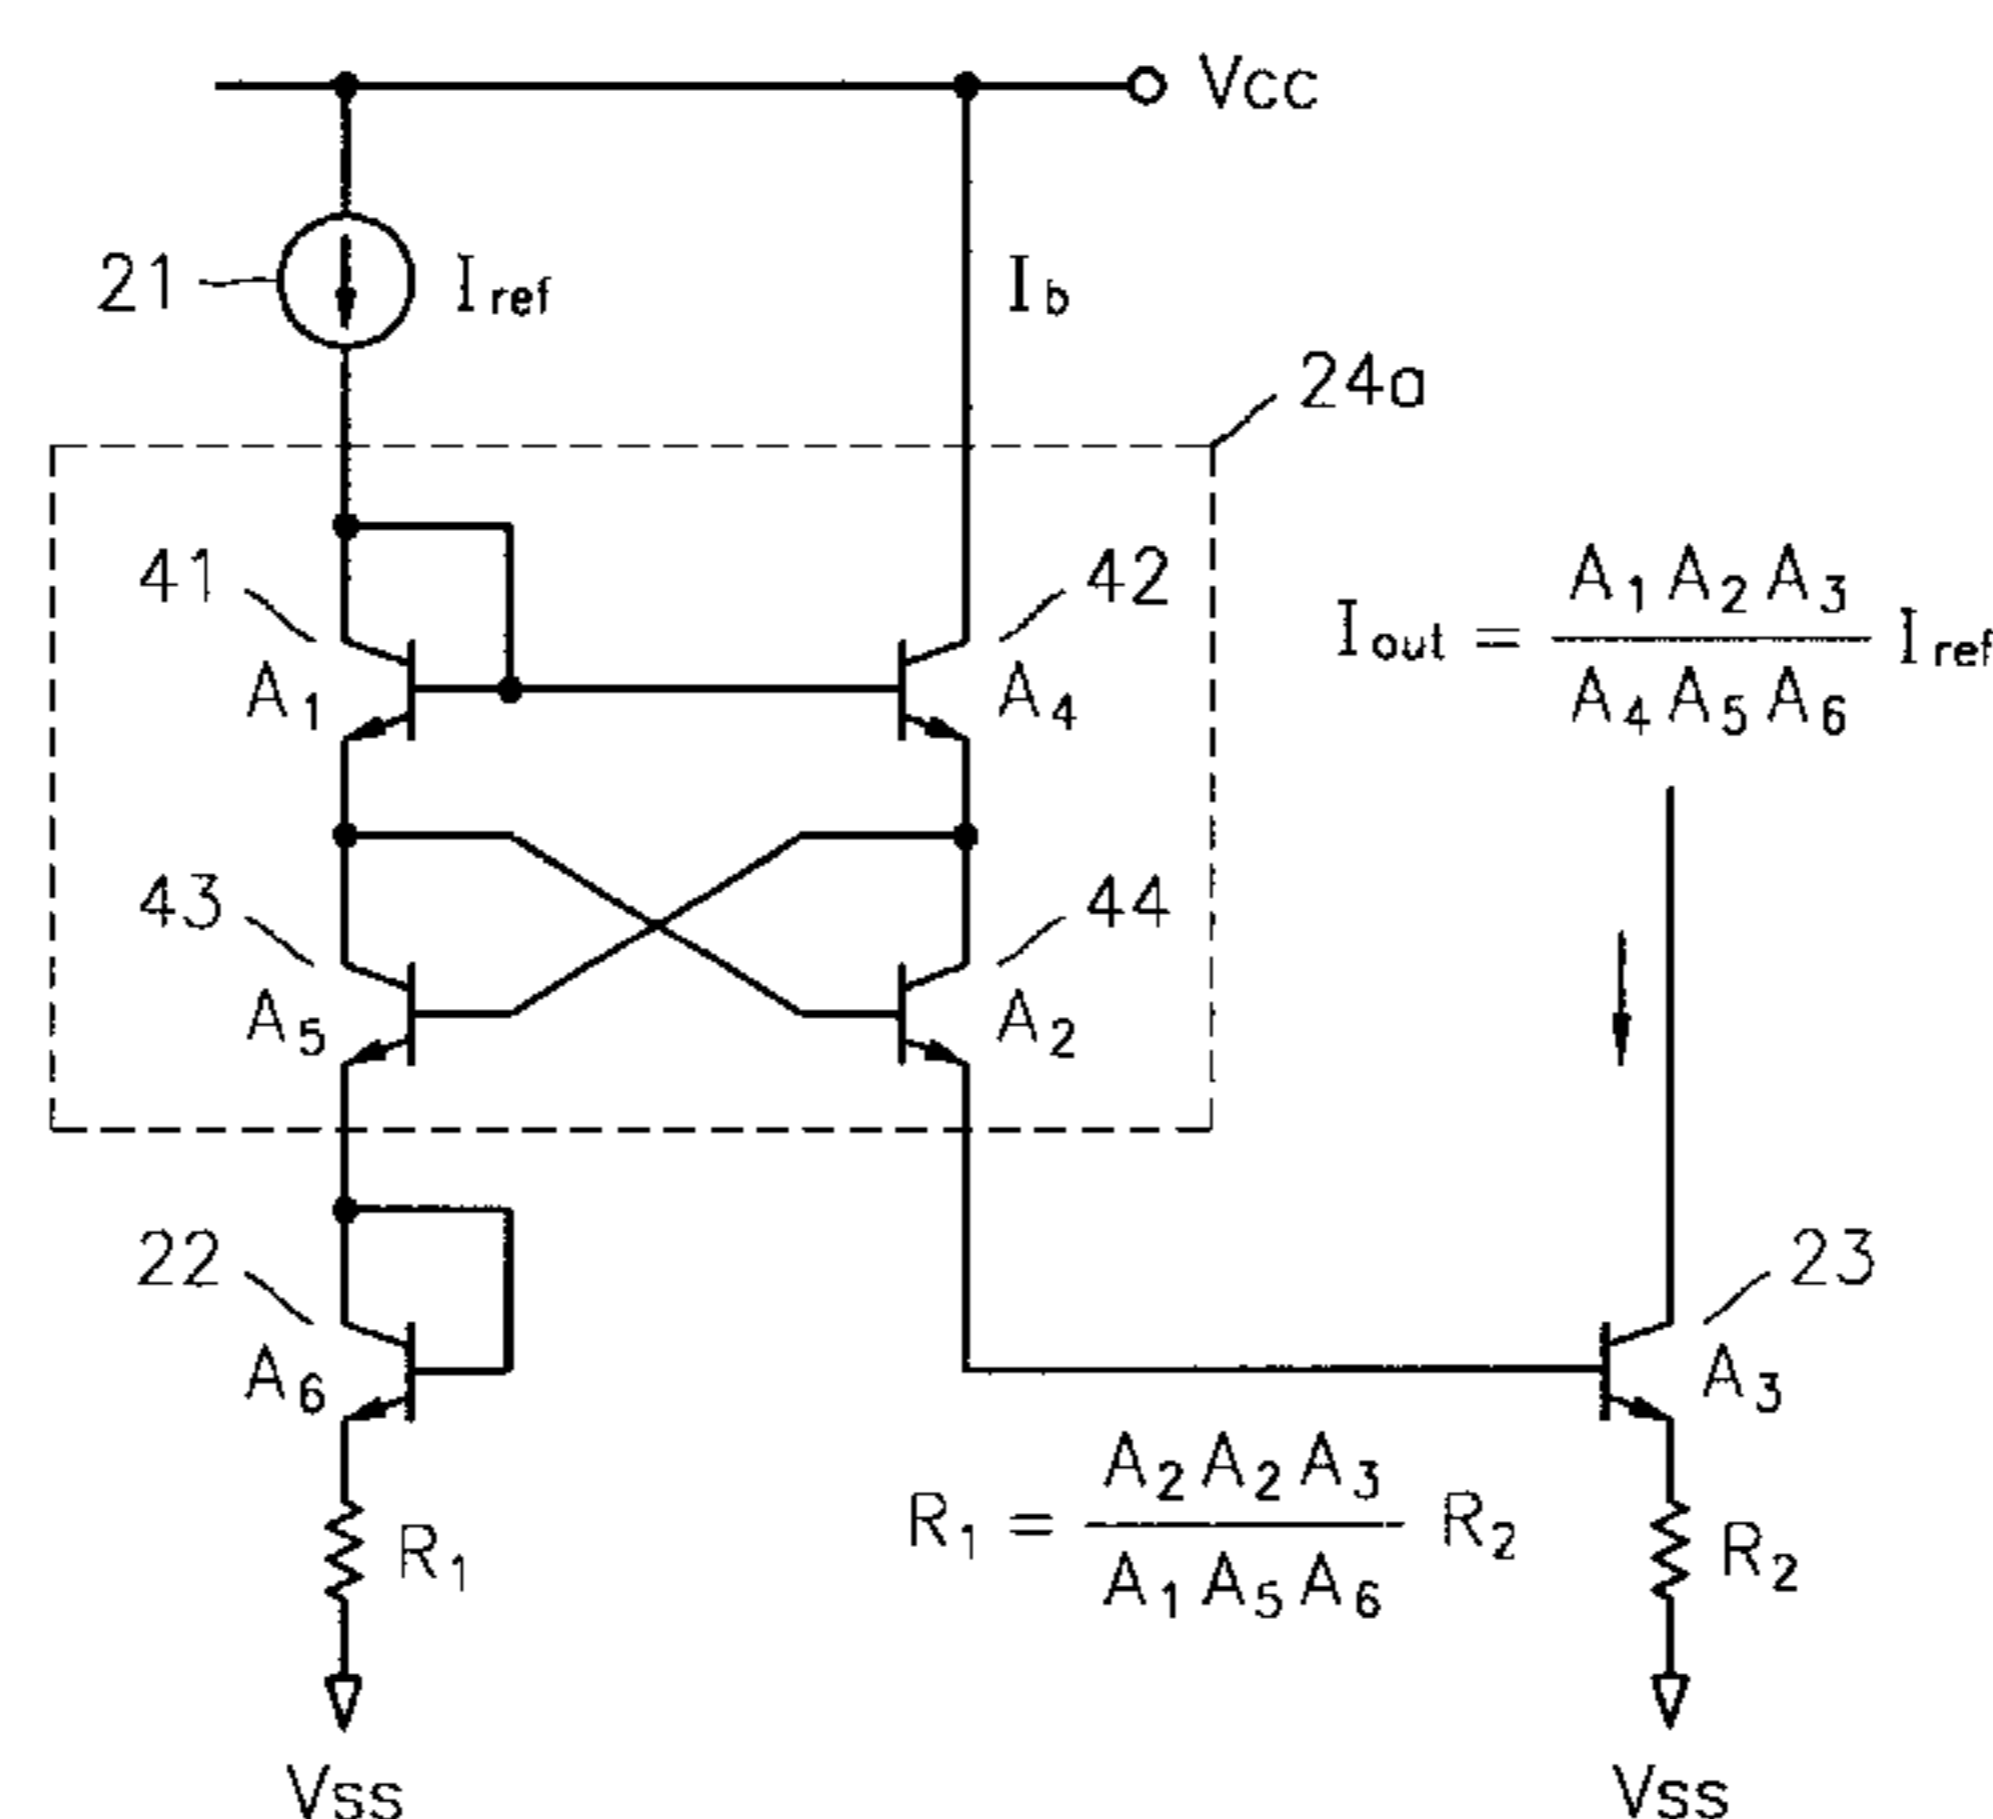 Vcc
21
Iref
Ib
24a
41
42
A1
A4
Iout = A1 A2 A3 / A4 A5 A6 Iref
43
44
A5
A2
22
23
A6
A3
R1 = A2 A2 A3 / A1 A5 A6 R2
R1
R2
Vss
Vss